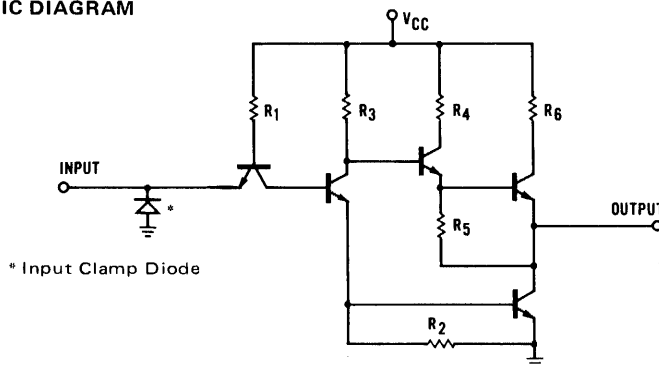 IC DIAGRAM
VCC
R1
R3
R4
R6
INPUT
*
R5
OUTPUT
* Input Clamp Diode
R2